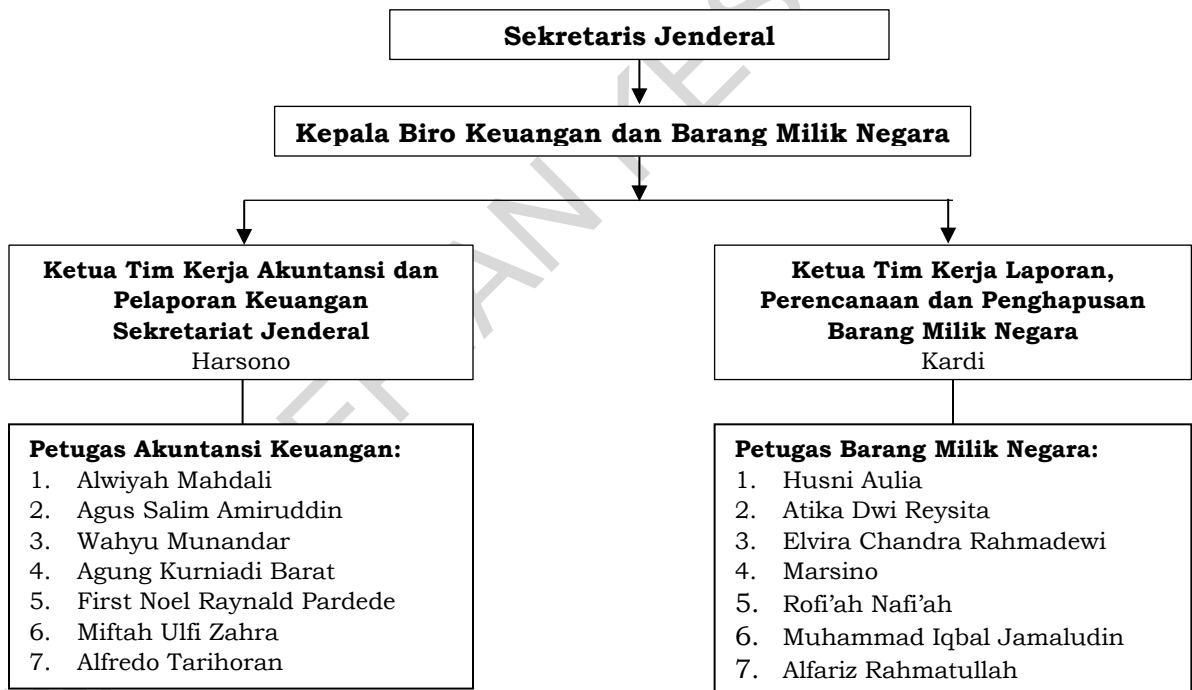 Sekretaris Jenderal
Kepala Biro Keuangan dan Barang Milik Negara
Ketua Tim Kerja Akuntansi dan
Pelaporan Keuangan
Sekretariat Jenderal
Harsono
Ketua Tim Kerja Laporan,
Perencanaan dan Penghapusan
Barang Milik Negara
Kardi
Petugas Akuntansi Keuangan:
1. Alwiyah Mahdali
2. Agus Salim Amiruddin
3. Wahyu Munandar
4. Agung Kurniadi Barat
5. First Noel Raynald Pardede
6. Miftah Ulfi Zahra
7. Alfredo Tarihoran
Petugas Barang Milik Negara:
1. Husni Aulia
2. Atika Dwi Reysita
3. Elvira Chandra Rahmadewi
4. Marsino
5. Rofi’ah Nafi’ah
6. Muhammad Iqbal Jamaludin
7. Alfariz Rahmatullah